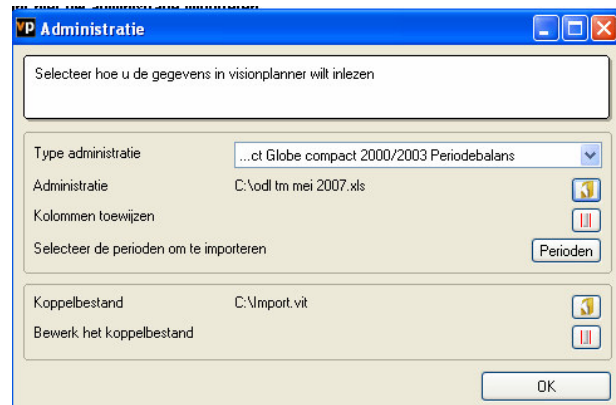 VP Administratie
Selecteer hoe u de gegevens in visionplanner wilt inlezen
Type administratie ...ct Globe compact 2000/2003 Periodebalans
Administratie C:\odl tm mei 2007.xls
Kolommen toewijzen
Selecteer de perioden om te importeren Perioden
Koppelbestand C:\Import.vit
Bewerk het koppelbestand
OK